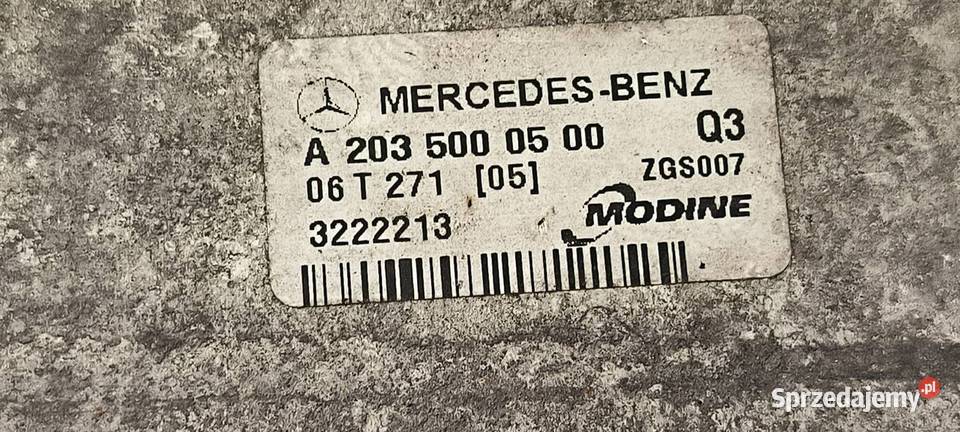 MERCEDES-BENZ
A 203 500 05 00 Q3
06 T 271 [05] ZGS007
3222213 MODINE
Sprzedajemy.pl